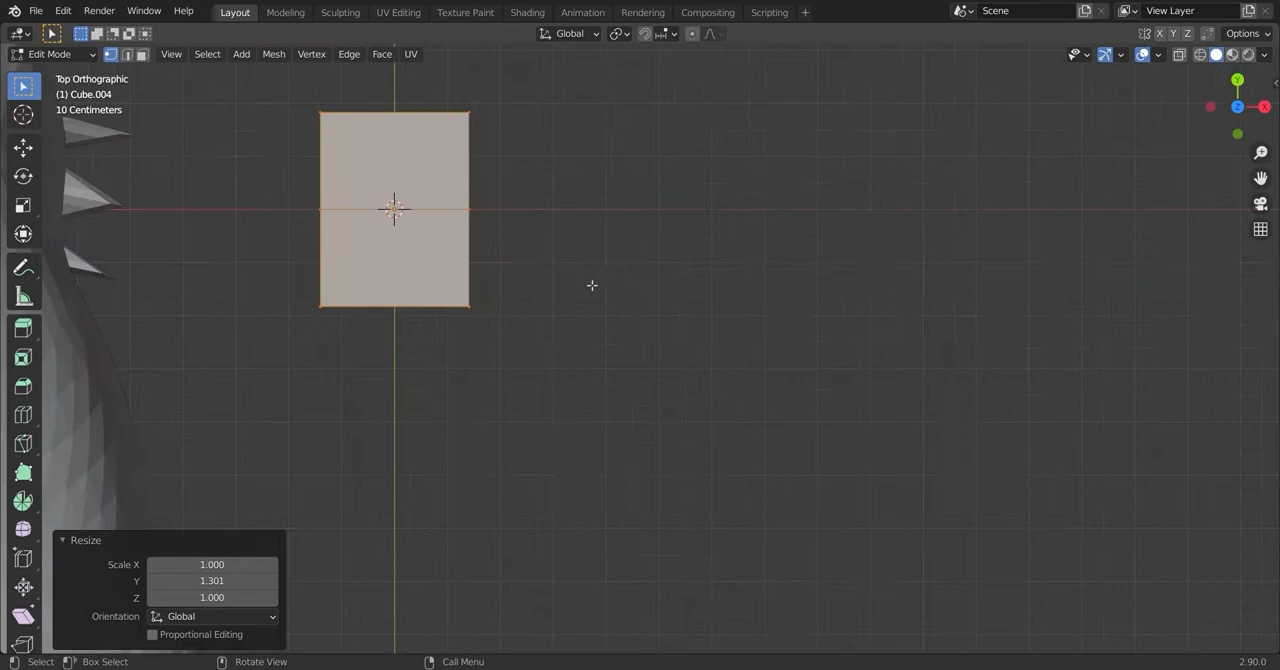 File Edit Render Window Help Layout Modeling Sculpting UV Editing Texture Paint Shading Animation Rendering Compositing Scripting + Scene View Layer
Global X Y Z Options
Edit Mode View Select Add Mesh Vertex Edge Face UV
Top Orthographic
(1) Cube.004
10 Centimeters
Y
Z X
Resize
Scale X 1.000
Y 1.301
Z 1.000
Orientation Global
Proportional Editing
Select Box Select Rotate View Call Menu 2.90.0